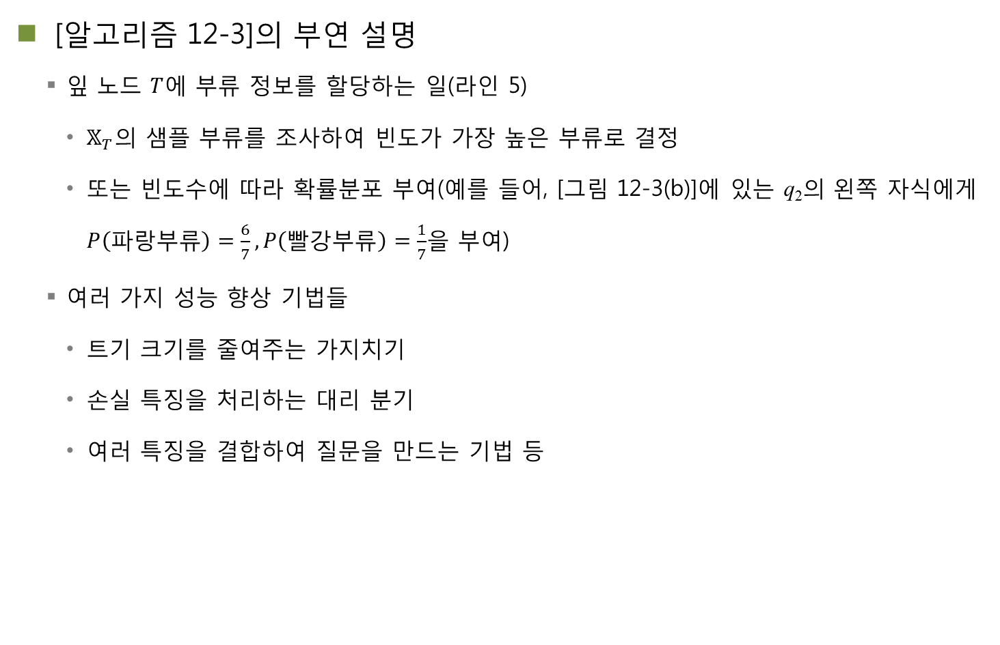 [알고리즘 12-3]의 부연 설명
잎 노드 T에 부류 정보를 할당하는 일(라인 5)
• 𝕏_T의 샘플 부류를 조사하여 빈도가 가장 높은 부류로 결정
• 또는 빈도수에 따라 확률분포 부여(예를 들어, [그림 12-3(b)]에 있는 q₂의 왼쪽 자식에게
P(파랑부류) = 6/7, P(빨강부류) = 1/7을 부여)
여러 가지 성능 향상 기법들
• 트기 크기를 줄여주는 가지치기
• 손실 특징을 처리하는 대리 분기
• 여러 특징을 결합하여 질문을 만드는 기법 등